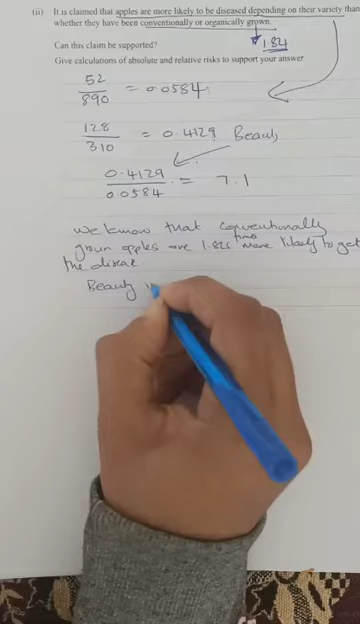 (ii) It is claimed that apples are more likely to be diseased depending on their variety than
whether they have been conventionally or organically grown.
1.84
Can this claim be supported?
Give calculations of absolute and relative risks to support your answer
52/890 = 0.0584
128/310 = 0.4129 Beauty
0.4129/0.0584 = 7.1
we know that conventionally
times
grown apples are 1.84 more likely to get
the diseas
Beauty